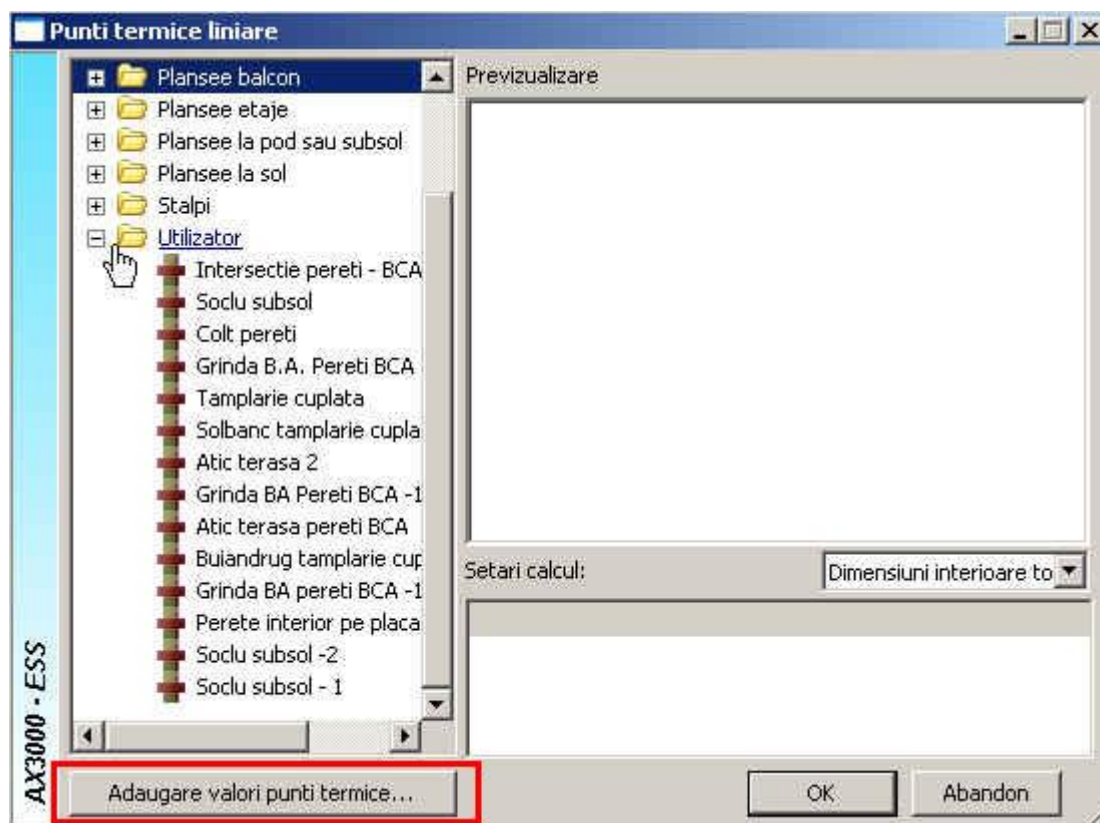 Punti termice liniare
Plansee balcon
Plansee etaje
Plansee la pod sau subsol
Plansee la sol
Stalpi
Utilizator
Intersectie pereti - BCA
Soclu subsol
Colt pereti
Grinda B.A. Pereti BCA
Tamplarie cuplata
Solbanc tamplarie cupla
Atic terasa 2
Grinda BA Pereti BCA -1
Atic terasa pereti BCA
Buiandrug tamplarie cup
Grinda BA pereti BCA -1
Perete interior pe placa
Soclu subsol -2
Soclu subsol - 1
Previzualizare
Setari calcul:
Dimensiuni interioare to
AX3000 - ESS
Adaugare valori punti termice...
OK
Abandon